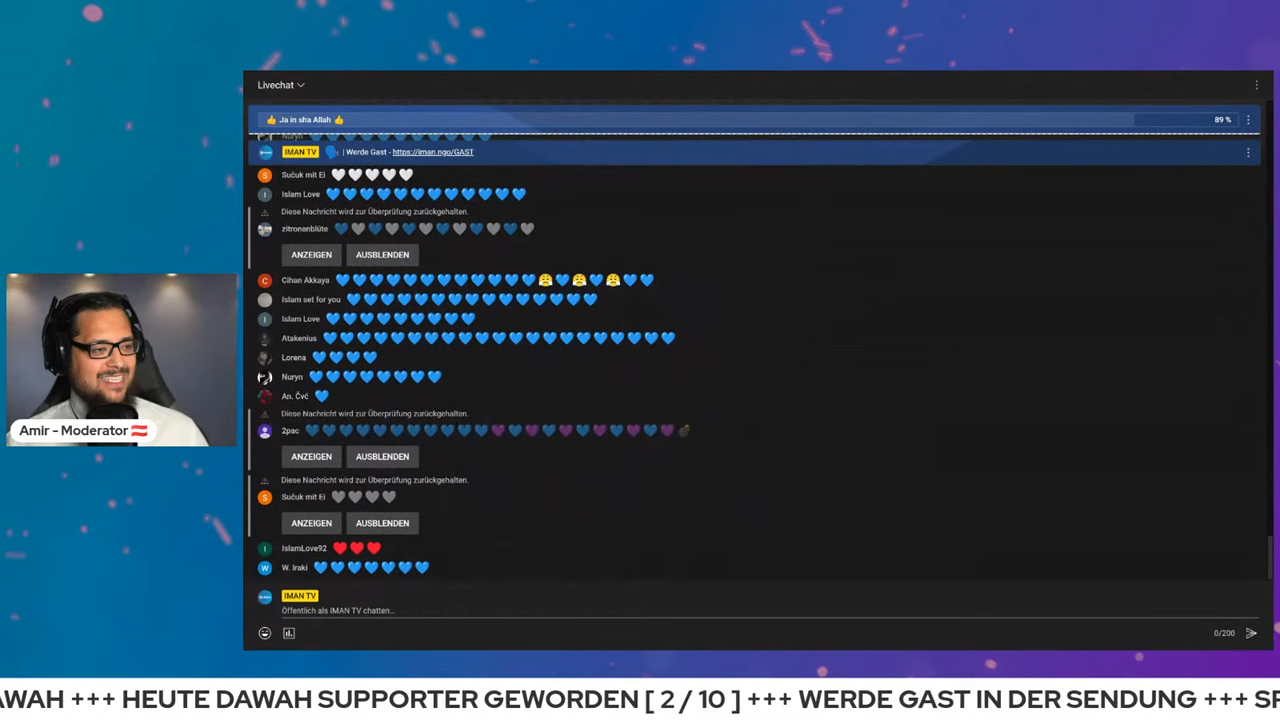 Livechat
👍 Ja in sha Allah 👍 89 %
Nuryn 💙💙💙💙💙💙💙💙💙💙💙
IMAN TV 🗣️ | Werde Gast - https://iman.ngo/GAST
S Sučuk mit Ei 🤍🤍🤍🤍🤍
I Islam Love 💙💙💙💙💙💙💙💙💙💙💙💙
Diese Nachricht wird zur Überprüfung zurückgehalten.
zitronenblüte 💙🤍💙🤍💙🤍💙🤍💙🤍💙🤍
ANZEIGEN AUSBLENDEN
C Cihan Akkaya 💙💙💙💙💙💙💙💙💙💙💙💙😤💙😤💙😤💙💙
Islam set for you 💙💙💙💙💙💙💙💙💙💙💙💙💙💙💙
I Islam Love 💙💙💙💙💙💙💙💙💙
Atakenius 💙💙💙💙💙💙💙💙💙💙💙💙💙💙💙💙💙💙💙💙💙
Lorena 💙💙💙💙
Nuryn 💙💙💙💙💙💙💙💙
An. Čvć 💙
Diese Nachricht wird zur Überprüfung zurückgehalten.
2pac 💙💙💙💙💙💙💙💙💙💙💙💜💙💜💙💜💙💜💙💜💙💜💣
ANZEIGEN AUSBLENDEN
Diese Nachricht wird zur Überprüfung zurückgehalten.
S Sučuk mit Ei 🤍🤍🤍🤍
ANZEIGEN AUSBLENDEN
I IslamLove92 ❤️❤️❤️
W W. Iraki 💙💙💙💙💙💙💙
IMAN TV
Öffentlich als IMAN TV chatten...
0/200
Amir - Moderator 🇦🇹
AWAH +++ HEUTE DAWAH SUPPORTER GEWORDEN [ 2 / 10 ] +++ WERDE GAST IN DER SENDUNG +++ SP